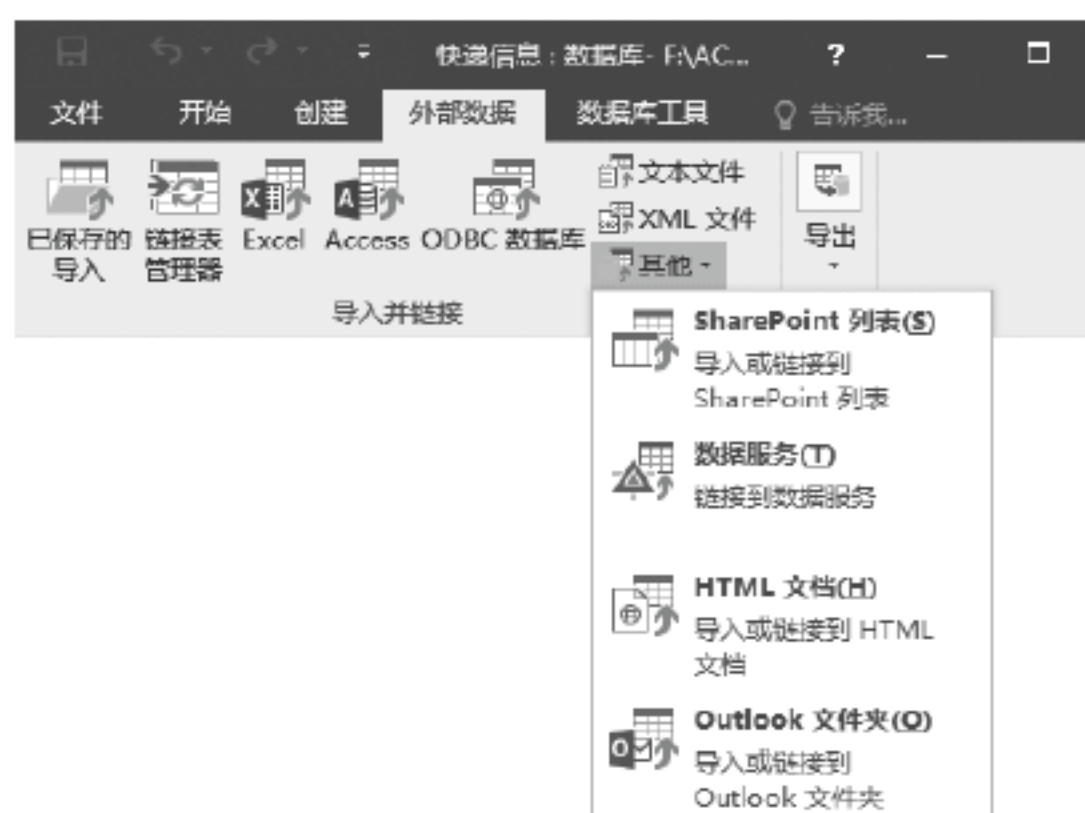 快递信息 : 数据库- F:\AC... ?
文件 开始 创建 外部数据 数据库工具 告诉我...
已保存的导入 链接表管理器 Excel Access ODBC 数据库
文本文件
XML 文件
其他
导出
导入并链接
SharePoint 列表(S)
导入或链接到
SharePoint 列表
数据服务(T)
链接到数据服务
HTML 文档(H)
导入或链接到 HTML
文档
Outlook 文件夹(O)
导入或链接到
Outlook 文件夹